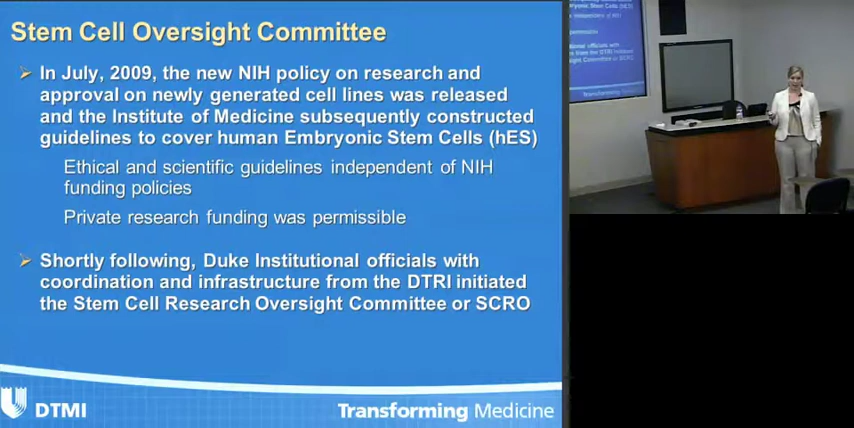 Stem Cell Oversight Committee
In July, 2009, the new NIH policy on research and
approval on newly generated cell lines was released
and the Institute of Medicine subsequently constructed
guidelines to cover human Embryonic Stem Cells (hES)
Ethical and scientific guidelines independent of NIH
funding policies
Private research funding was permissible
Shortly following, Duke Institutional officials with
coordination and infrastructure from the DTRI initiated
the Stem Cell Research Oversight Committee or SCRO
DTMI
Transforming Medicine